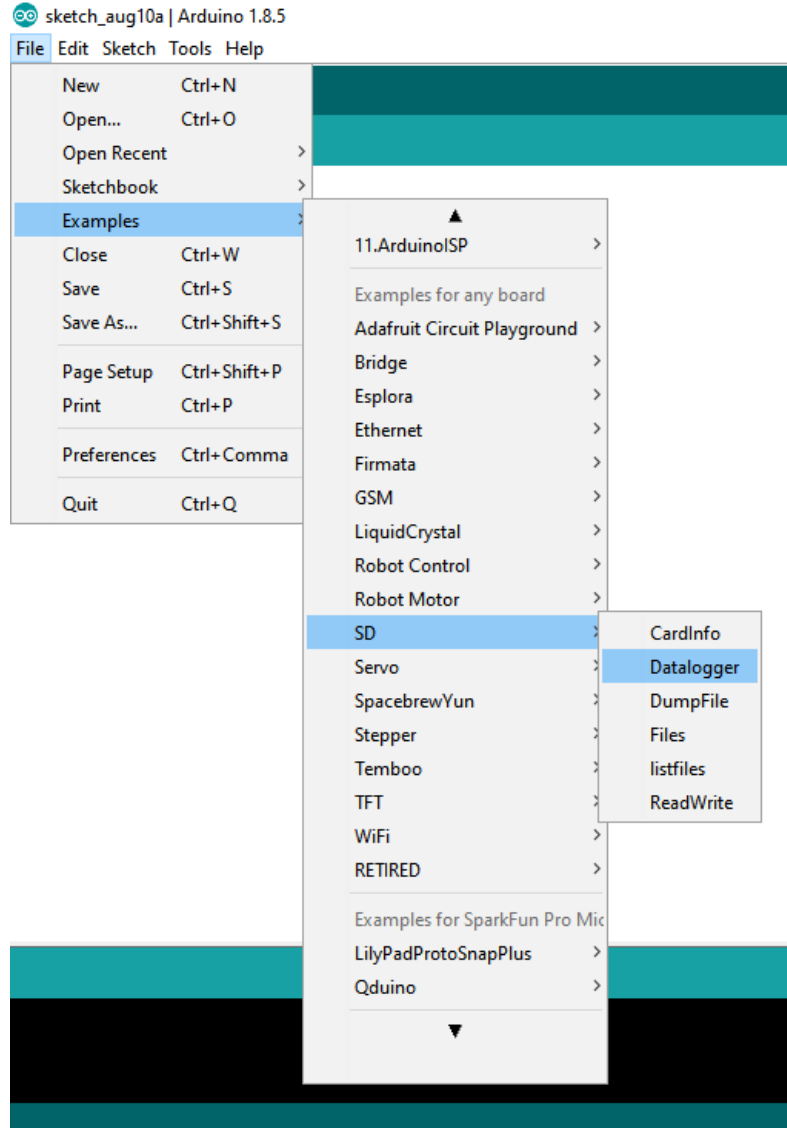 sketch_aug10a | Arduino 1.8.5
File Edit Sketch Tools Help
New Ctrl+N
Open... Ctrl+O
Open Recent
Sketchbook
Examples
Close Ctrl+W
Save Ctrl+S
Save As... Ctrl+Shift+S
Page Setup Ctrl+Shift+P
Print Ctrl+P
Preferences Ctrl+Comma
Quit Ctrl+Q
11.ArduinoISP
Examples for any board
Adafruit Circuit Playground
Bridge
Esplora
Ethernet
Firmata
GSM
LiquidCrystal
Robot Control
Robot Motor
SD
Servo
SpacebrewYun
Stepper
Temboo
TFT
WiFi
RETIRED
Examples for SparkFun Pro Mic
LilyPadProtoSnapPlus
Qduino
CardInfo
Datalogger
DumpFile
Files
listfiles
ReadWrite